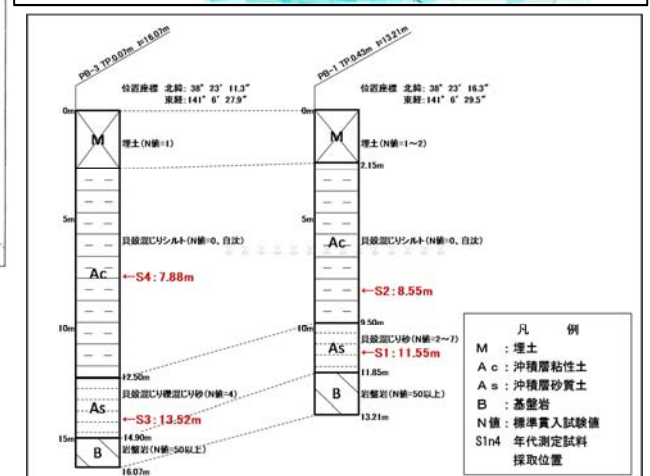 PB-3 TP.0.07m l=16.07m
位置座標 北緯: 38° 23′ 11.3″
東経:141° 6′ 27.9″
0m
M
埋土(N値=1)
5m
貝殻混じりシルト(N値=0、自沈)
Ac
←S4:7.88m
10m
12.50m
As
貝殻混じり礫混じり砂(N値=4)
←S3:13.52m
15m
14.90m
B
岩盤岩(N値=50以上)
16.07m
PB-1 TP.0.43m l=13.21m
位置座標 北緯: 38° 23′ 16.3″
東経:141° 6′ 29.5″
0m
M
埋土(N値=1~2)
2.15m
5m
Ac
貝殻混じりシルト(N値=0、自沈)
←S2:8.55m
9.50m
10m
貝殻混じり砂(N値=2~7)
As
←S1:11.55m
11.85m
B
岩盤岩(N値=50以上)
13.21m
凡 例
M :埋土
Ac :沖積層粘性土
As :沖積層砂質土
B :基盤岩
N値:標準貫入試験値
S1n4 年代測定試料
採取位置